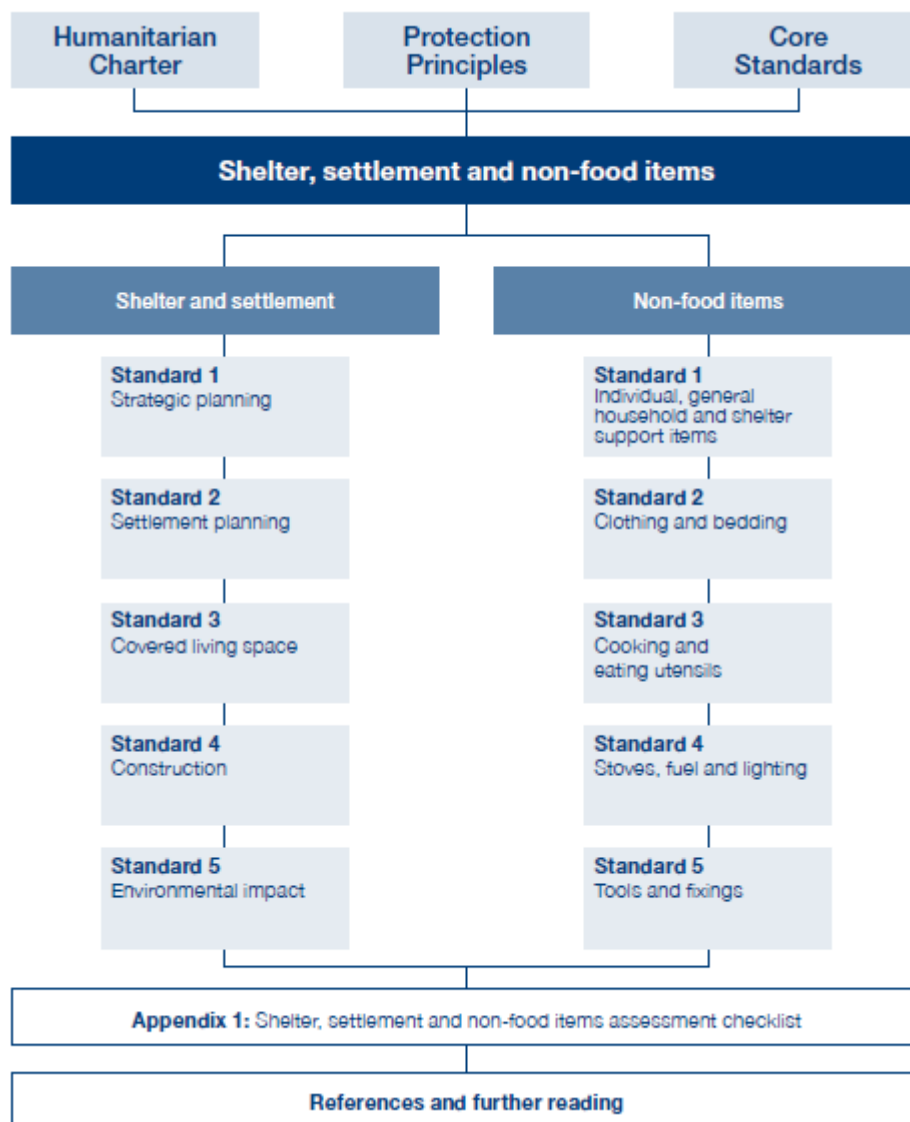 Humanitarian
Charter
Protection
Principles
Core
Standards
Shelter, settlement and non-food items
Shelter and settlement
Standard 1
Strategic planning
Standard 2
Settlement planning
Standard 3
Covered living space
Standard 4
Construction
Standard 5
Environmental impact
Non-food items
Standard 1
Individual, general
household and shelter
support items
Standard 2
Clothing and bedding
Standard 3
Cooking and
eating utensils
Standard 4
Stoves, fuel and lighting
Standard 5
Tools and fixings
Appendix 1: Shelter, settlement and non-food items assessment checklist
References and further reading